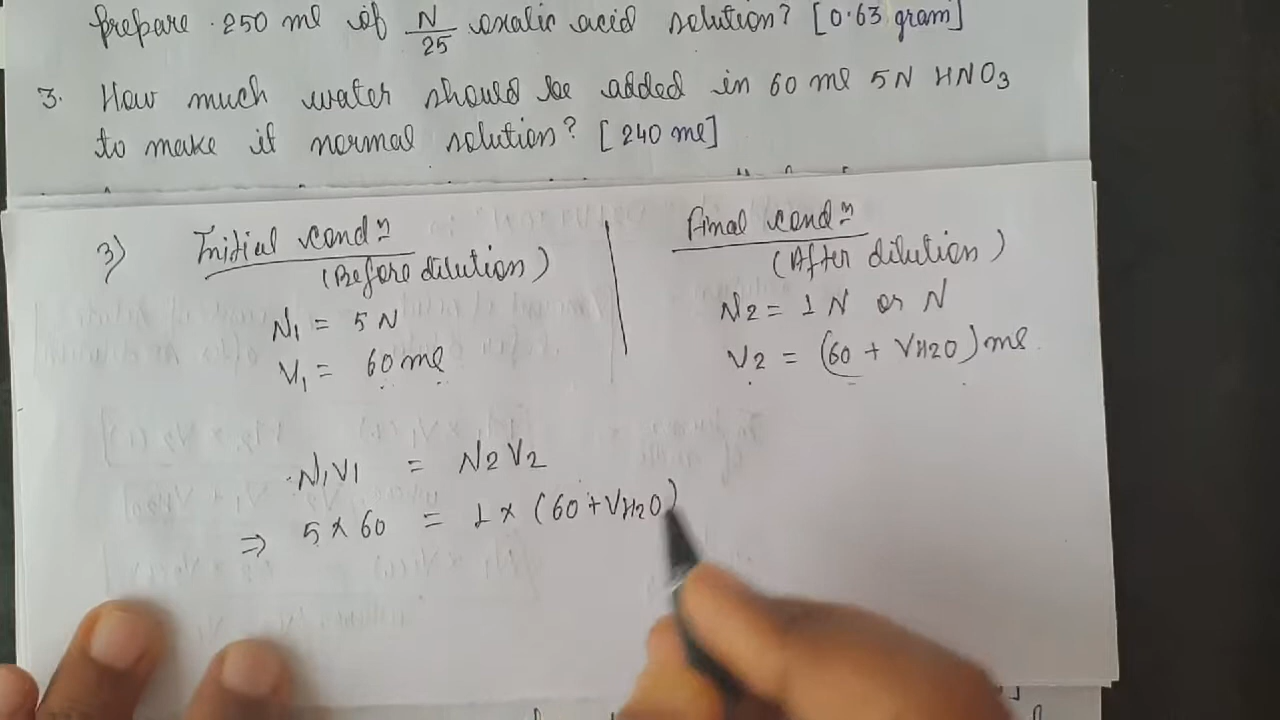 prepare 250 ml of N/25 oxalic acid solution? [0.63 gram]
3. How much water should be added in 60 ml 5N HNO3
to make it normal solution? [240 ml]
3) Initial condⁿ
(Before dilution)
N1 = 5 N
V1 = 60 ml
Final condⁿ
(After dilution)
N2 = 1 N or N
V2 = (60 + VH2O) ml
N1V1 = N2V2
⇒ 5 × 60 = 1 × (60 + VH2O)